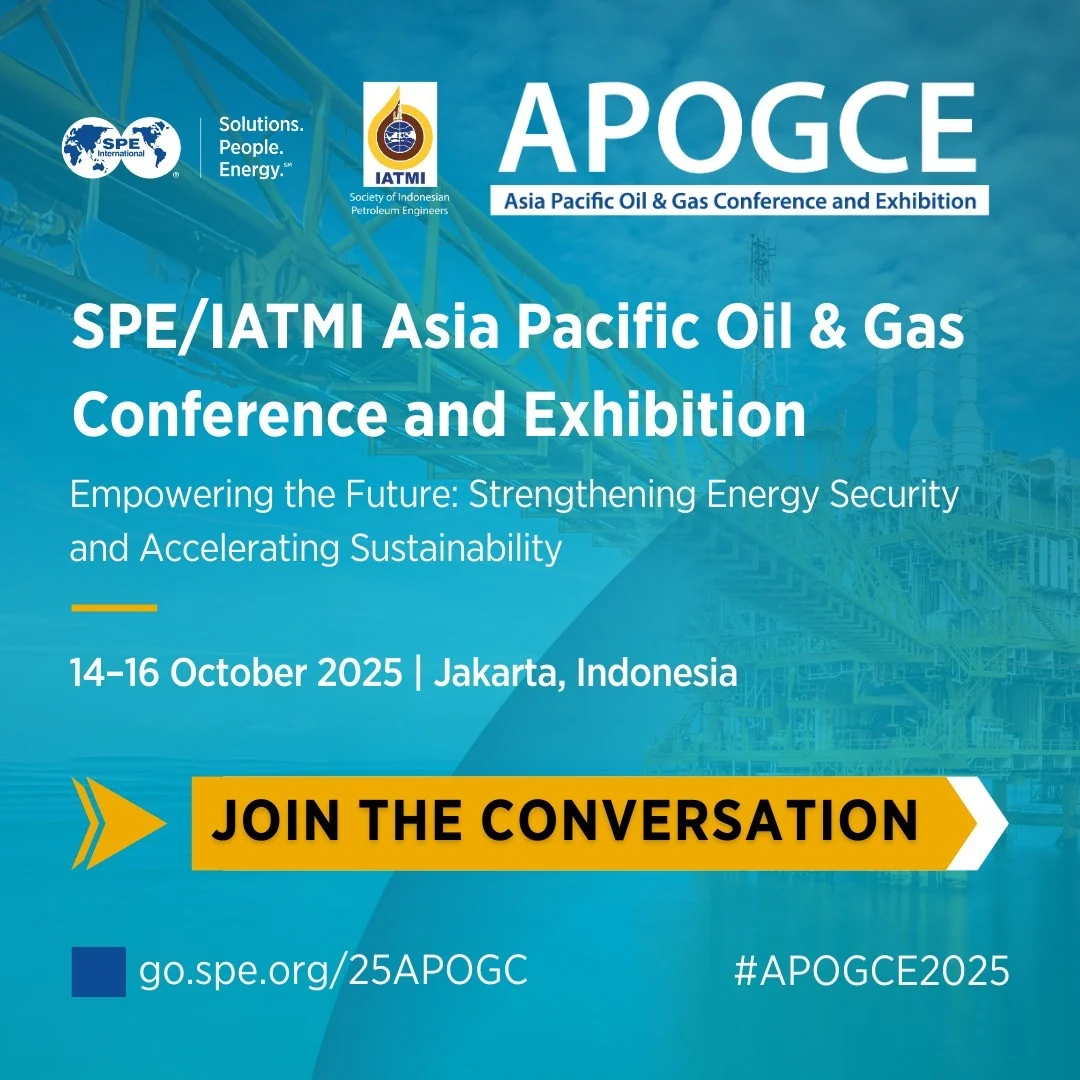 SPE
International
®
Solutions.
People.
Energy.℠
IATMI
Society of Indonesian
Petroleum Engineers
APOGCE
Asia Pacific Oil & Gas Conference and Exhibition
SPE/IATMI Asia Pacific Oil & Gas
Conference and Exhibition
Empowering the Future: Strengthening Energy Security
and Accelerating Sustainability
14–16 October 2025 | Jakarta, Indonesia
JOIN THE CONVERSATION
go.spe.org/25APOGC
#APOGCE2025